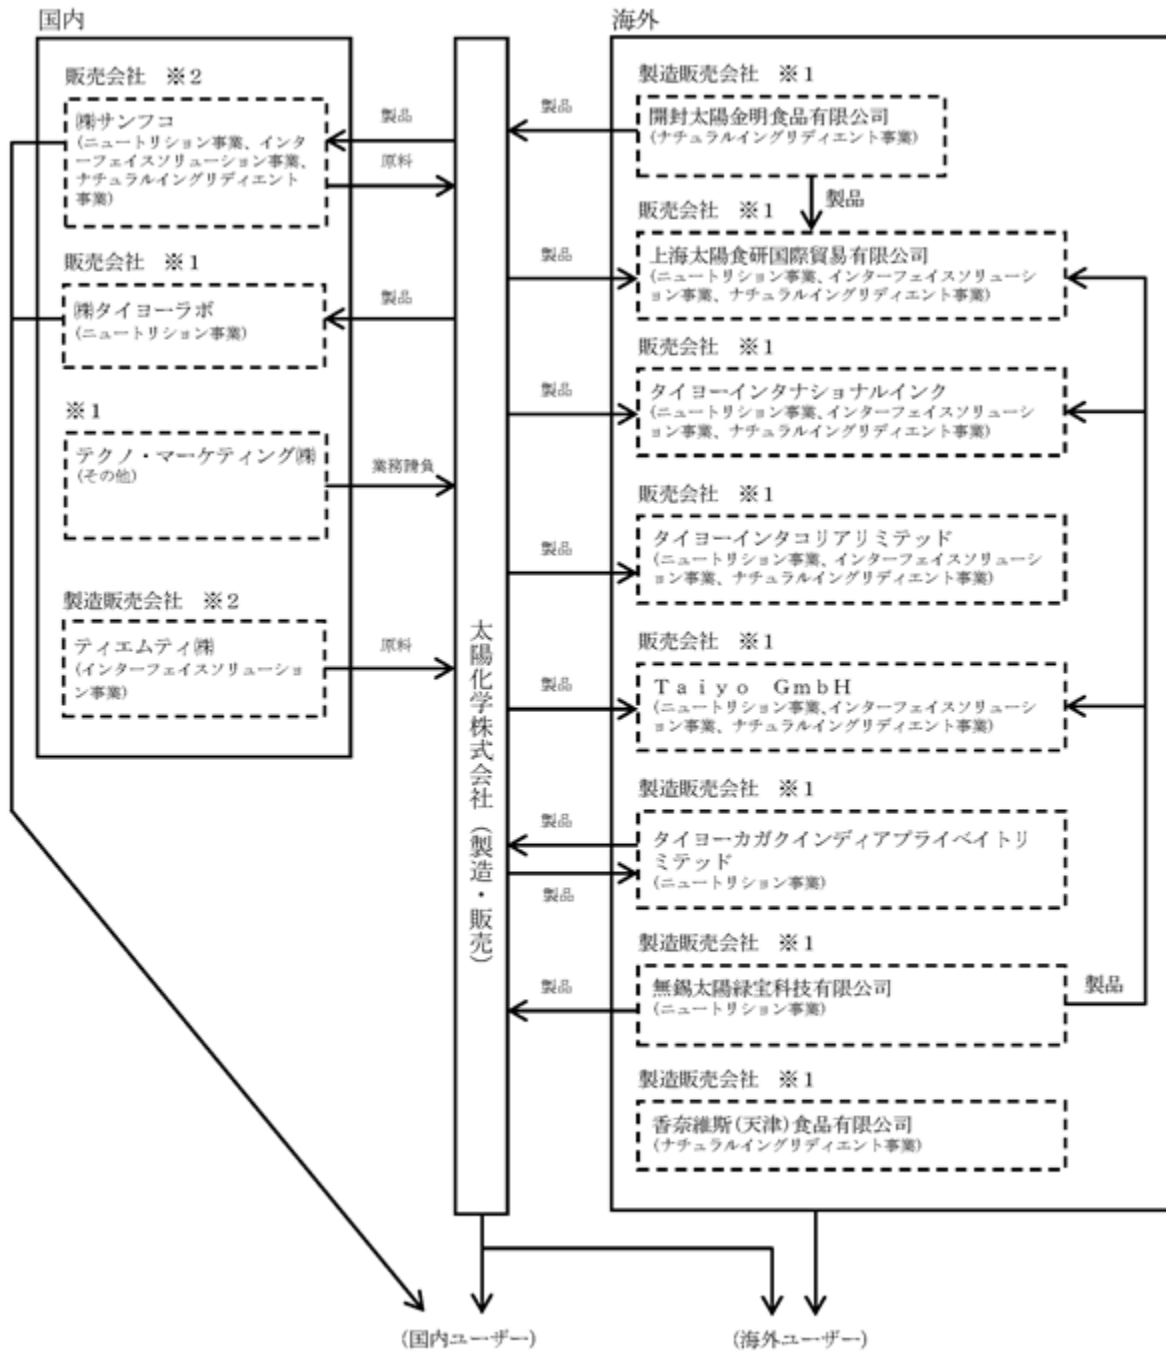 国内
販売会社　※２
㈱サンフコ
(ニュートリション事業、インタ
ーフェイスソリューション事業、
ナチュラルイングリディエント
事業)
販売会社　※１
㈱タイヨーラボ
(ニュートリション事業)
※１
テクノ・マーケティング㈱
(その他)
製造販売会社　※２
ティエムティ㈱
(インターフェイスソリューショ
ン事業)
製品
原料
製品
業務請負
原料
太陽化学株式会社（製造・販売）
製品
製品
製品
製品
製品
製品
製品
製品
海外
製造販売会社　※１
開封太陽金明食品有限公司
(ナチュラルイングリディエント事業)
製品
販売会社　※１
上海太陽食研国際貿易有限公司
(ニュートリション事業、インターフェイスソリューシ
ョン事業、ナチュラルイングリディエント事業)
販売会社　※１
タイヨーインタナショナルインク
(ニュートリション事業、インターフェイスソリューシ
ョン事業、ナチュラルイングリディエント事業)
販売会社　※１
タイヨーインタコリアリミテッド
(ニュートリション事業、インターフェイスソリューシ
ョン事業、ナチュラルイングリディエント事業)
販売会社　※１
Ｔａｉｙｏ　ＧｍｂＨ
(ニュートリション事業、インターフェイスソリューシ
ョン事業、ナチュラルイングリディエント事業)
製造販売会社　※１
タイヨーカガクインディアプライベイトリ
ミテッド
(ニュートリション事業)
製造販売会社　※１
無錫太陽緑宝科技有限公司
(ニュートリション事業)
製品
製造販売会社　※１
香奈維斯(天津)食品有限公司
(ナチュラルイングリディエント事業)
(国内ユーザー)
(海外ユーザー)